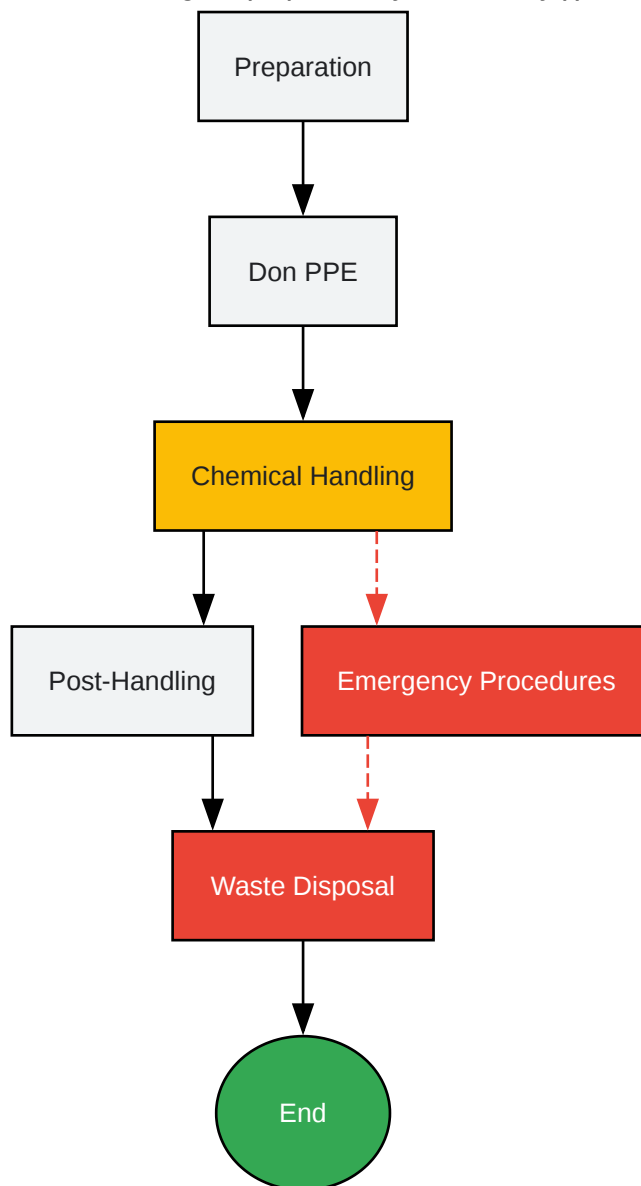 Preparation
Don PPE
Chemical Handling
Post-Handling
Emergency Procedures
Waste Disposal
End